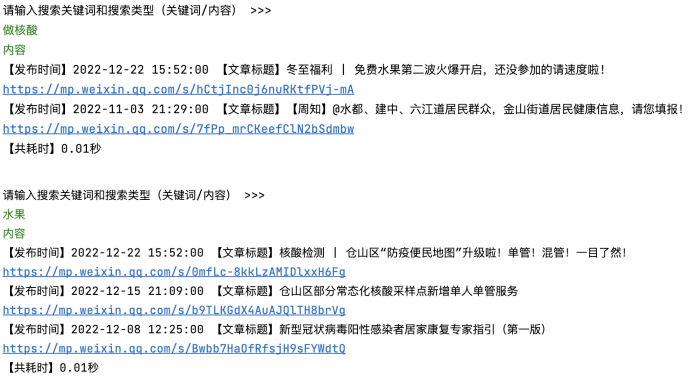 请输入搜索关键词和搜索类型（关键词/内容） >>>
做核酸
内容
【发布时间】2022-12-22 15:52:00 【文章标题】冬至福利 | 免费水果第二波火爆开启，还没参加的请速度啦！
https://mp.weixin.qq.com/s/hCtjInc0j6nuRKtfPVj-mA
【发布时间】2022-11-03 21:29:00 【文章标题】【周知】@水都、建中、六江道居民群众，金山街道居民健康信息，请您填报！
https://mp.weixin.qq.com/s/7fPp_mrCKeefClN2bSdmbw
【共耗时】0.01秒
请输入搜索关键词和搜索类型（关键词/内容） >>>
水果
内容
【发布时间】2022-12-22 15:52:00 【文章标题】核酸检测 | 仓山区“防疫便民地图”升级啦！单管！混管！一目了然！
https://mp.weixin.qq.com/s/0mfLc-8kkLzAMIDlxxH6Fg
【发布时间】2022-12-15 21:09:00 【文章标题】仓山区部分常态化核酸采样点新增单人单管服务
https://mp.weixin.qq.com/s/b9TLKGdX4AuAJQlTH8brVg
【发布时间】2022-12-08 12:25:00 【文章标题】新型冠状病毒阳性感染者居家康复专家指引（第一版）
https://mp.weixin.qq.com/s/Bwbb7HaOfRfsjH9sFYWdtQ
【共耗时】0.01秒